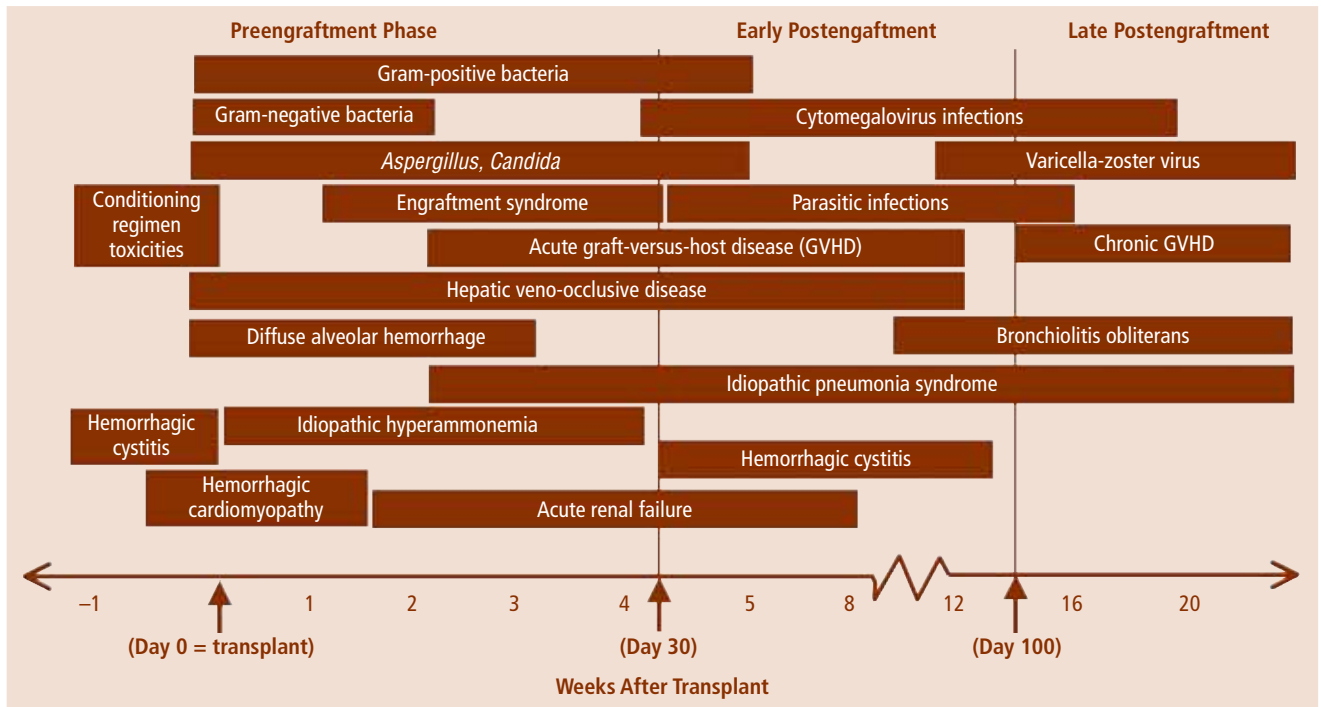 Preengraftment Phase
Early Postengaftment
Late Postengraftment
Gram-positive bacteria
Gram-negative bacteria
Cytomegalovirus infections
Aspergillus, Candida
Varicella-zoster virus
Conditioning
regimen
toxicities
Engraftment syndrome
Parasitic infections
Acute graft-versus-host disease (GVHD)
Chronic GVHD
Hepatic veno-occlusive disease
Diffuse alveolar hemorrhage
Bronchiolitis obliterans
Idiopathic pneumonia syndrome
Hemorrhagic
cystitis
Idiopathic hyperammonemia
Hemorrhagic cystitis
Hemorrhagic
cardiomyopathy
Acute renal failure
–1 1 2 3 4 5 8 12 16 20
(Day 0 = transplant) (Day 30) (Day 100)
Weeks After Transplant